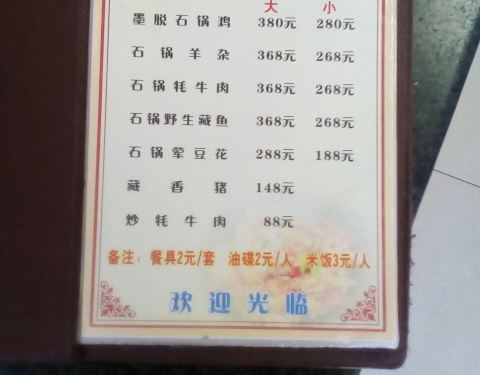 大 小
墨脱石锅鸡 380元 280元
石锅羊杂 368元 268元
石锅牦牛肉 368元 268元
石锅野生藏鱼 368元 268元
石锅荤豆花 288元 188元
藏香猪 148元
炒牦牛肉 88元
备注：餐具2元/套 油碟2元/人 米饭3元/人
欢迎光临